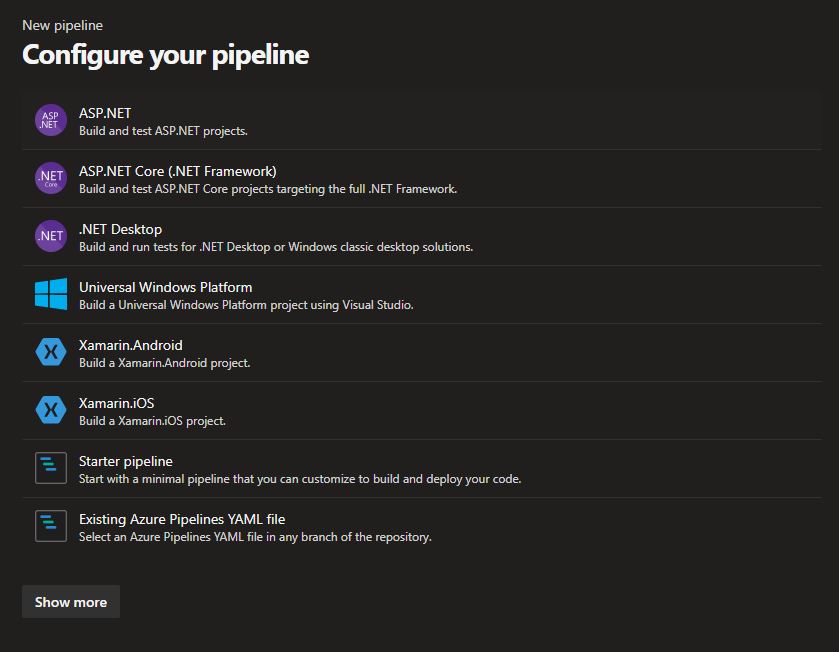 New pipeline
Configure your pipeline
ASP
.NET
ASP.NET
Build and test ASP.NET projects.
.NET
Core
ASP.NET Core (.NET Framework)
Build and test ASP.NET Core projects targeting the full .NET Framework.
.NET
.NET Desktop
Build and run tests for .NET Desktop or Windows classic desktop solutions.
Universal Windows Platform
Build a Universal Windows Platform project using Visual Studio.
Xamarin.Android
Build a Xamarin.Android project.
Xamarin.iOS
Build a Xamarin.iOS project.
Starter pipeline
Start with a minimal pipeline that you can customize to build and deploy your code.
Existing Azure Pipelines YAML file
Select an Azure Pipelines YAML file in any branch of the repository.
Show more